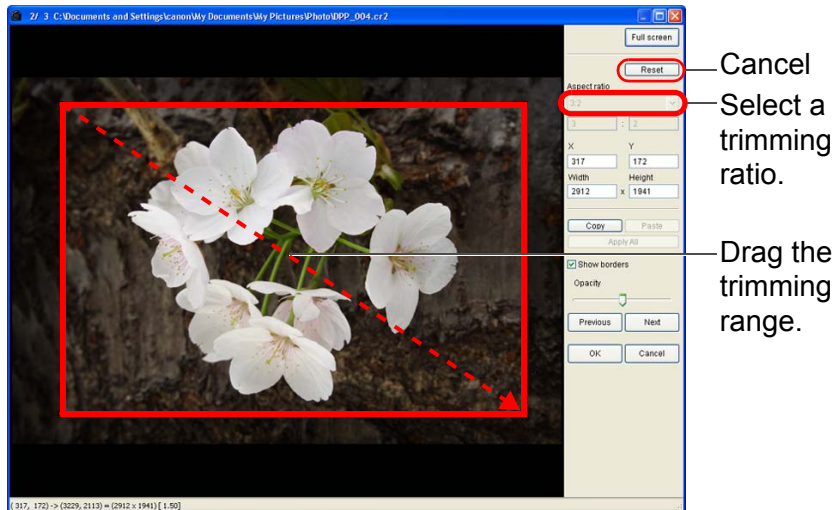 2/ 3 C:\Documents and Settings\canon\My Documents\My Pictures\Photo\DPP_004.cr2
Full screen
Reset
Cancel
Aspect ratio
3:2
Select a
trimming
ratio.
3 : 2
X Y
317 172
Width Height
2912 x 1941
Copy Paste
Apply All
Show borders
Drag the
trimming
range.
Opacity
Previous Next
OK Cancel
( 317, 172) -> (3229, 2113) = (2912 x 1941) [ 1.50]